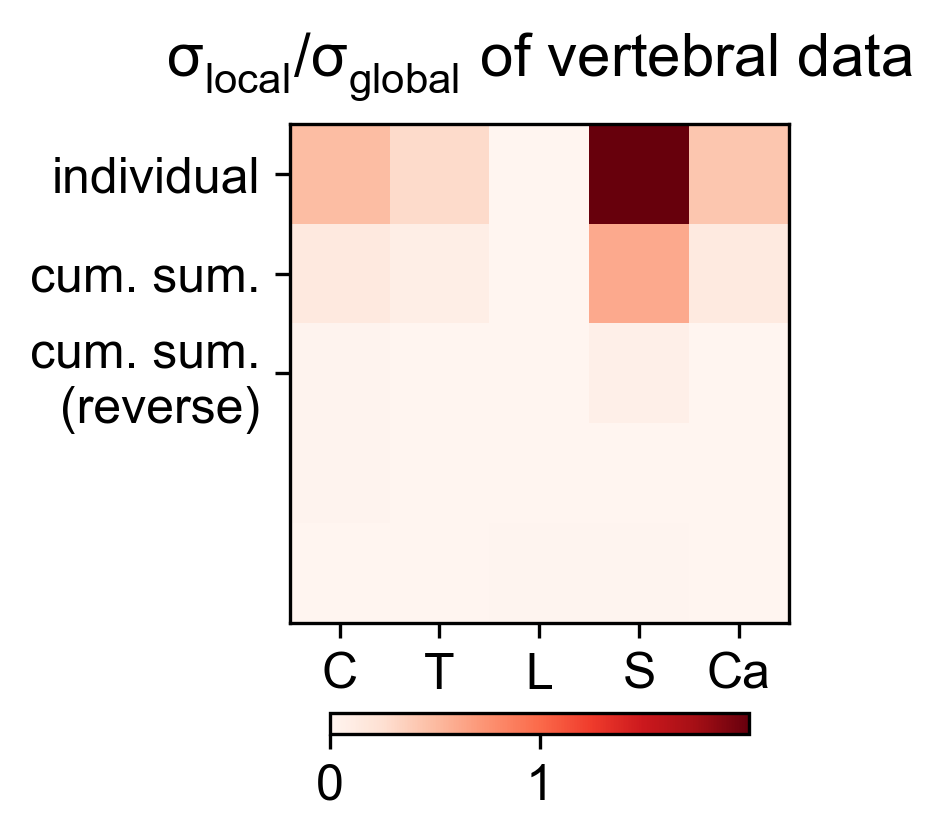 σlocal/σglobal of vertebral data
individual
cum. sum.
cum. sum.
(reverse)
C T L S Ca
0 1